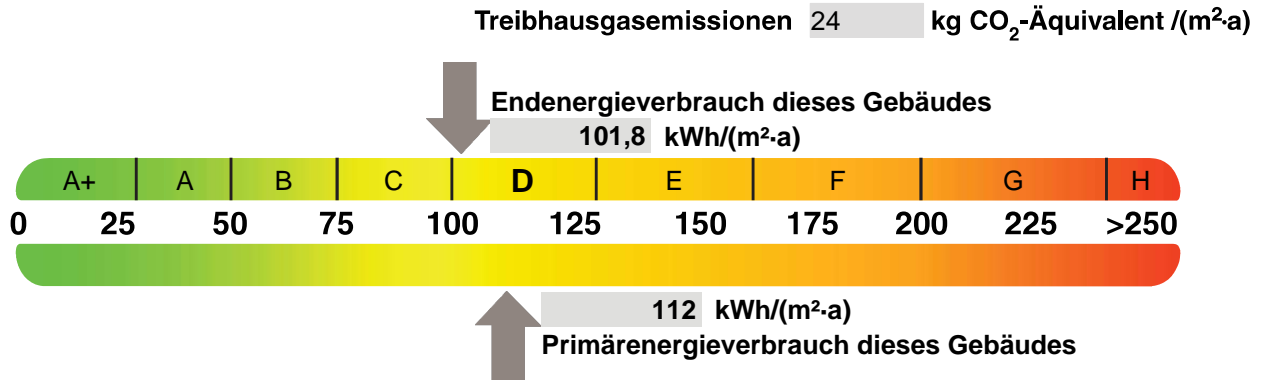 Treibhausgasemissionen 24 kg CO₂-Äquivalent /(m²·a)
Endenergieverbrauch dieses Gebäudes
101,8 kWh/(m²·a)
A+ A B C D E F G H
0 25 50 75 100 125 150 175 200 225 >250
112 kWh/(m²·a)
Primärenergieverbrauch dieses Gebäudes